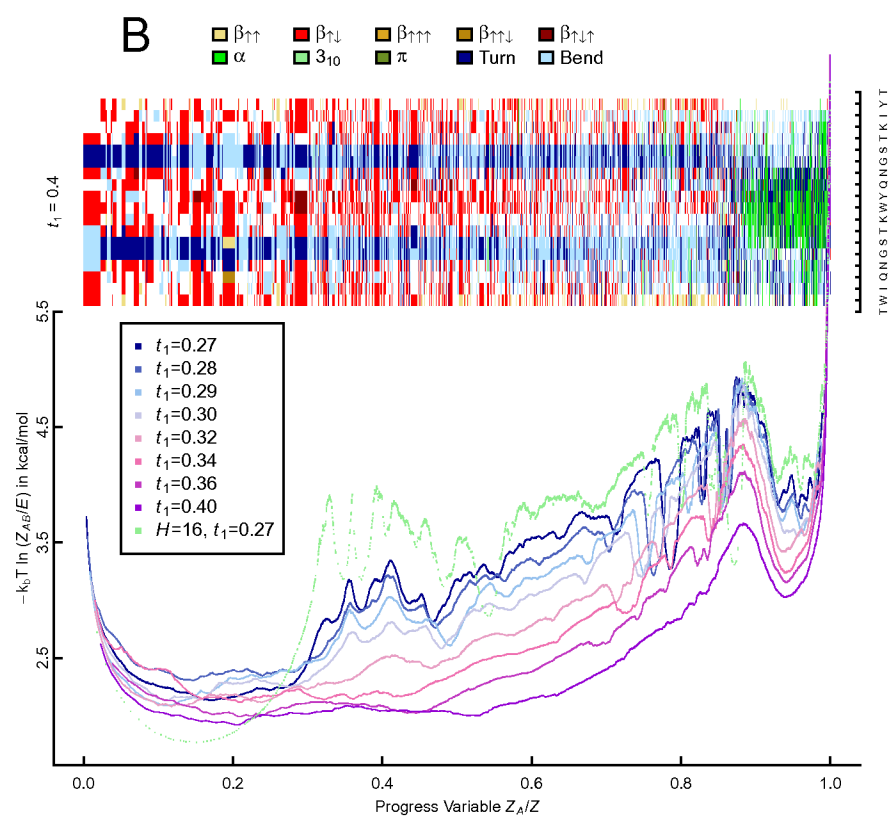 B
β↑↑ β↑↓ β↑↑↑ β↑↑↓ β↑↓↑
α 3₁₀ π Turn Bend
t₁ = 0.4
TWIQNGSTKWYQNGSTKIYT
−k_bT ln (Z_AB/E) in kcal/mol
5.5
4.5
3.5
2.5
t₁=0.27
t₁=0.28
t₁=0.29
t₁=0.30
t₁=0.32
t₁=0.34
t₁=0.36
t₁=0.40
H=16, t₁=0.27
0.0 0.2 0.4 0.6 0.8 1.0
Progress Variable Z_A/Z